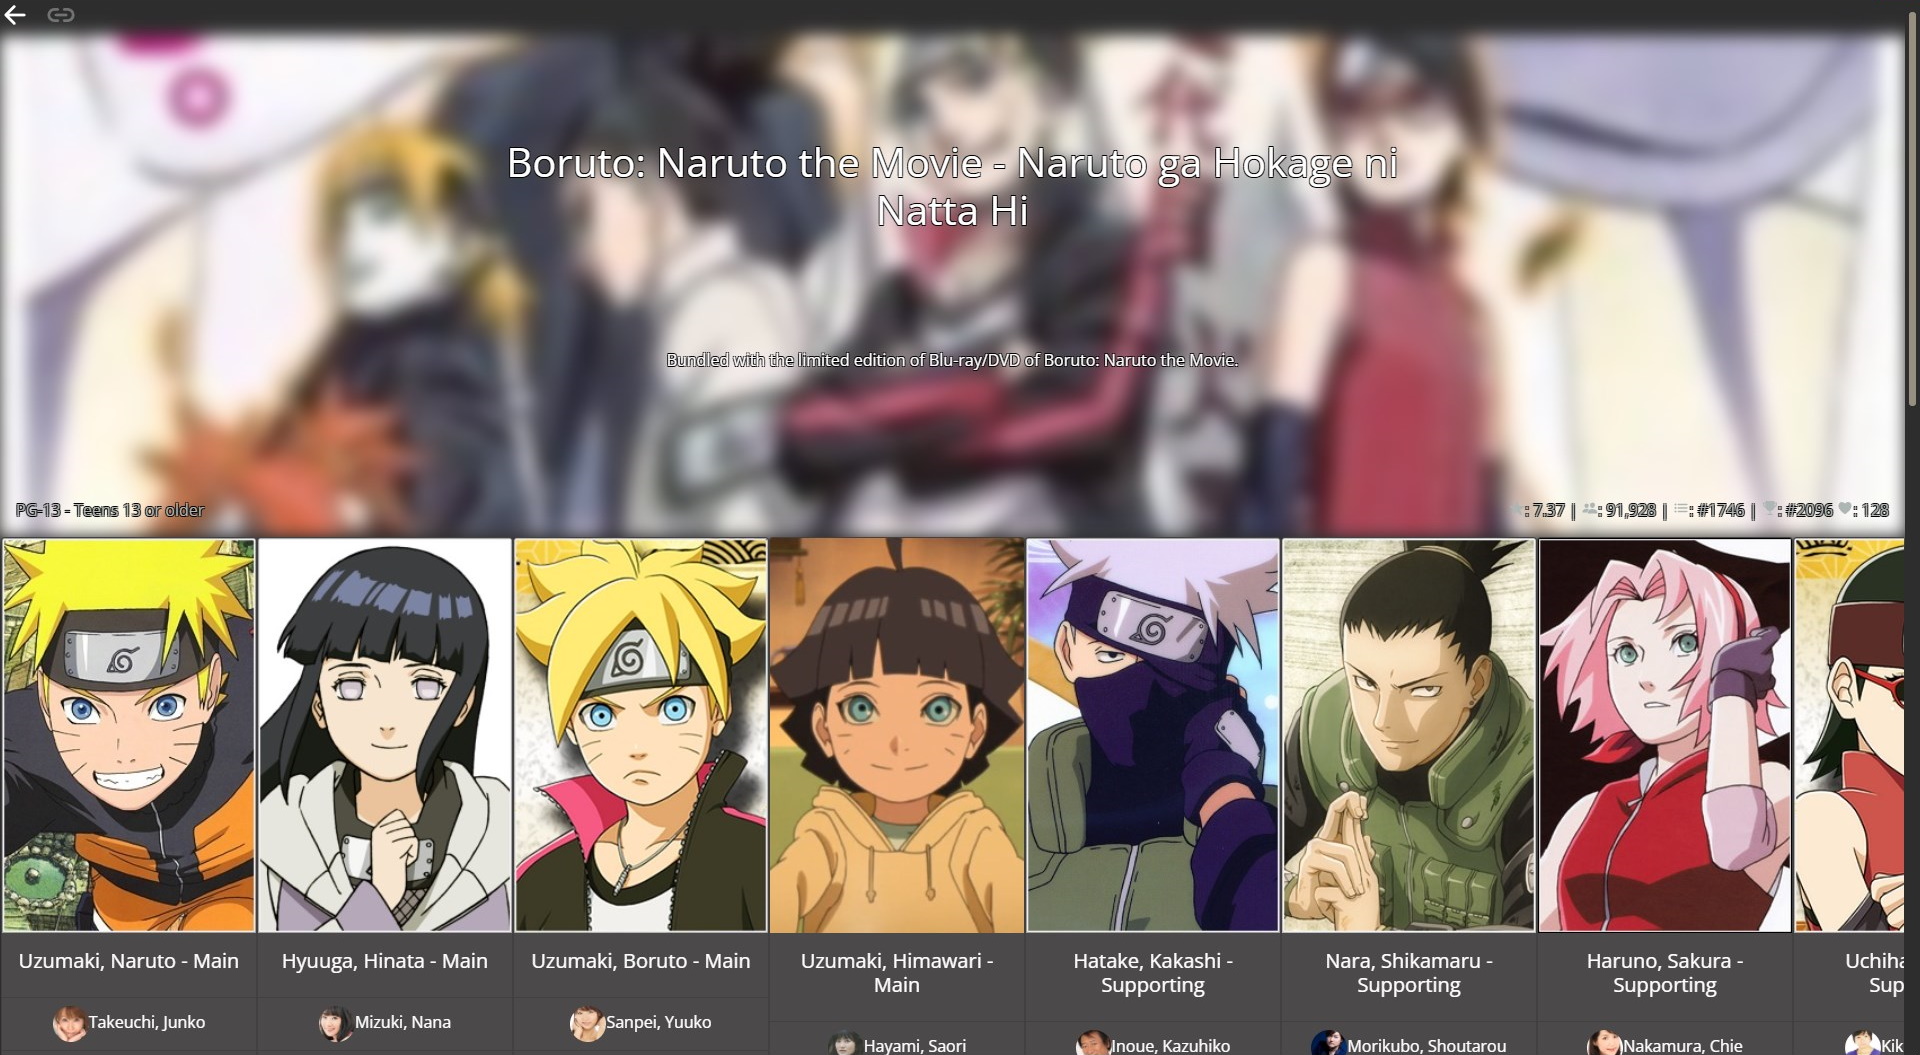 Boruto: Naruto the Movie - Naruto ga Hokage ni
Natta Hi
Bundled with the limited edition of Blu-ray/DVD of Boruto: Naruto the Movie.
PG-13 - Teens 13 or older
: 7.37 | : 91,928 | : #1746 | : #2096 : 128
Uzumaki, Naruto - Main
Takeuchi, Junko
Hyuuga, Hinata - Main
Mizuki, Nana
Uzumaki, Boruto - Main
Sanpei, Yuuko
Uzumaki, Himawari -
Main
Hayami, Saori
Hatake, Kakashi -
Supporting
Inoue, Kazuhiko
Nara, Shikamaru -
Supporting
Morikubo, Shoutarou
Haruno, Sakura -
Supporting
Nakamura, Chie
Uchiha
Sup
Kik